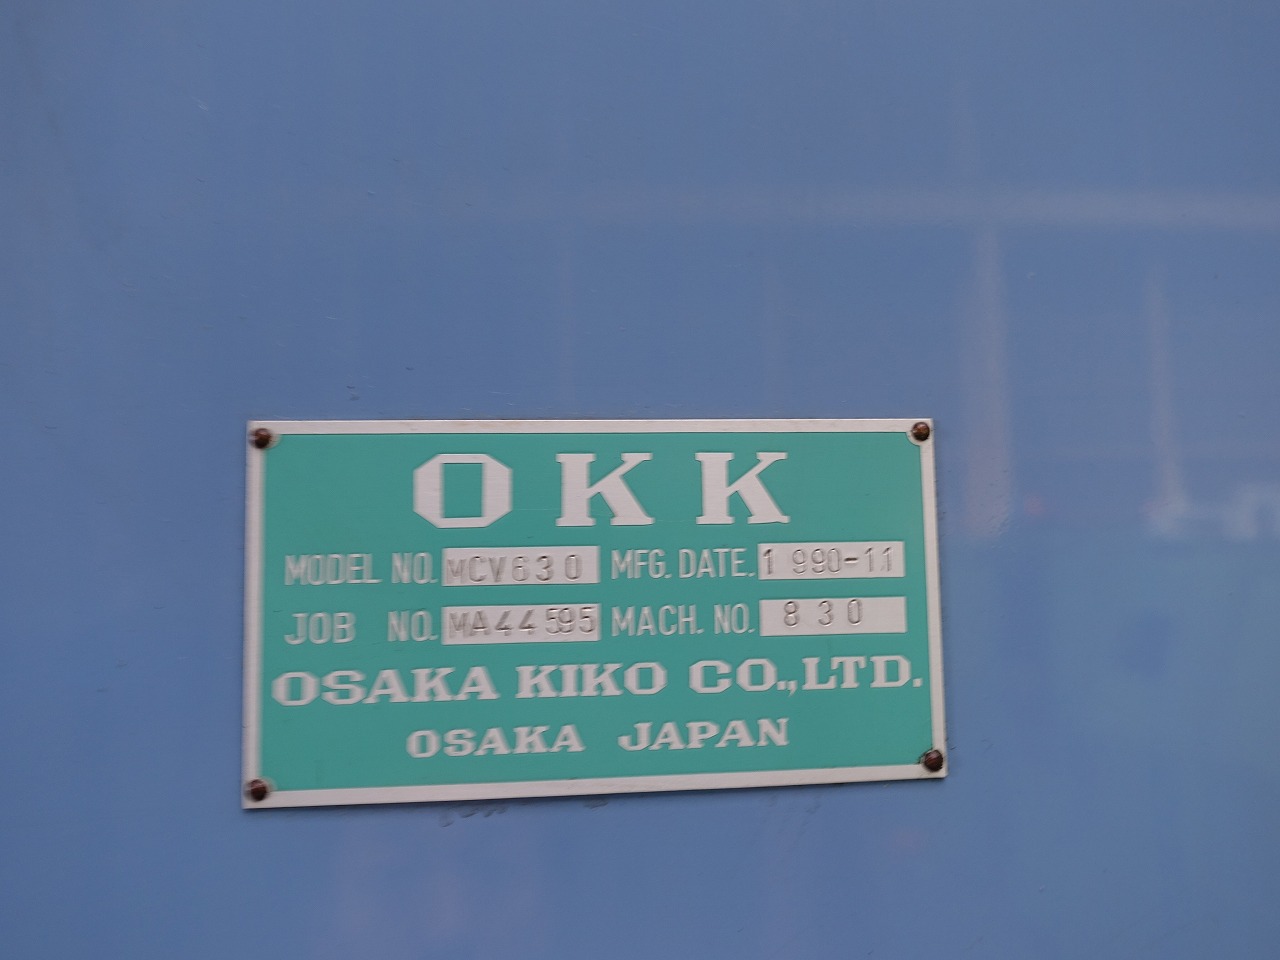 OKK
MODEL NO. MCV630 MFG. DATE. 1990-11
JOB NO. MA44595 MACH. NO. 830
OSAKA KIKO CO., LTD.
OSAKA JAPAN